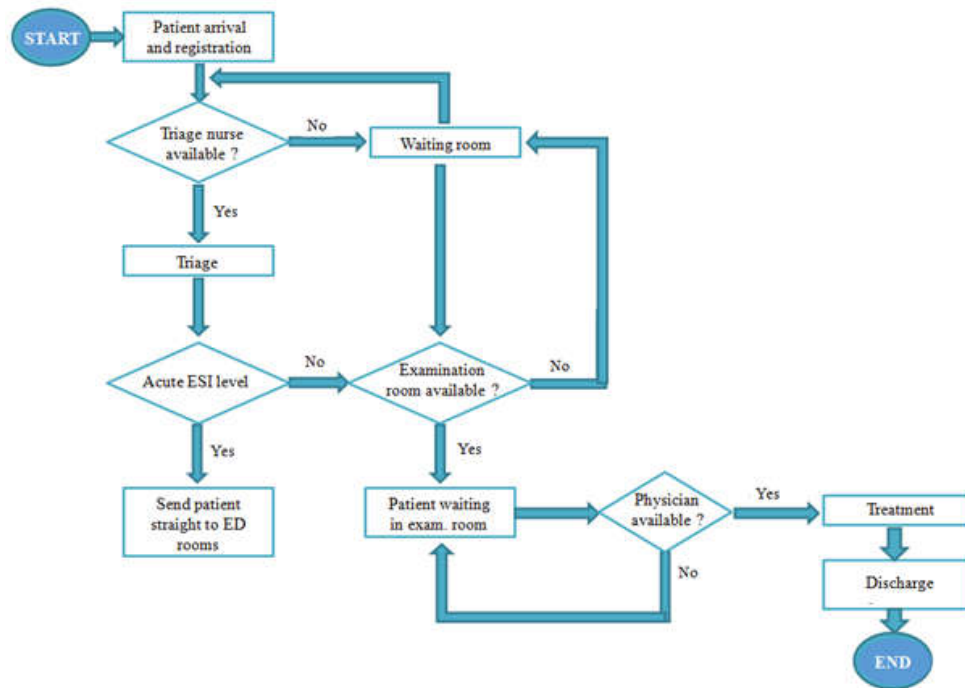 START
Patient arrival
and registration
Triage nurse
available ?
No
Waiting room
Yes
Triage
Acute ESI level
No
Examination
room available ?
No
Yes
Yes
Send patient
straight to ED
rooms
Patient waiting
in exam. room
Physician
available ?
Yes
Treatment
No
Discharge
END